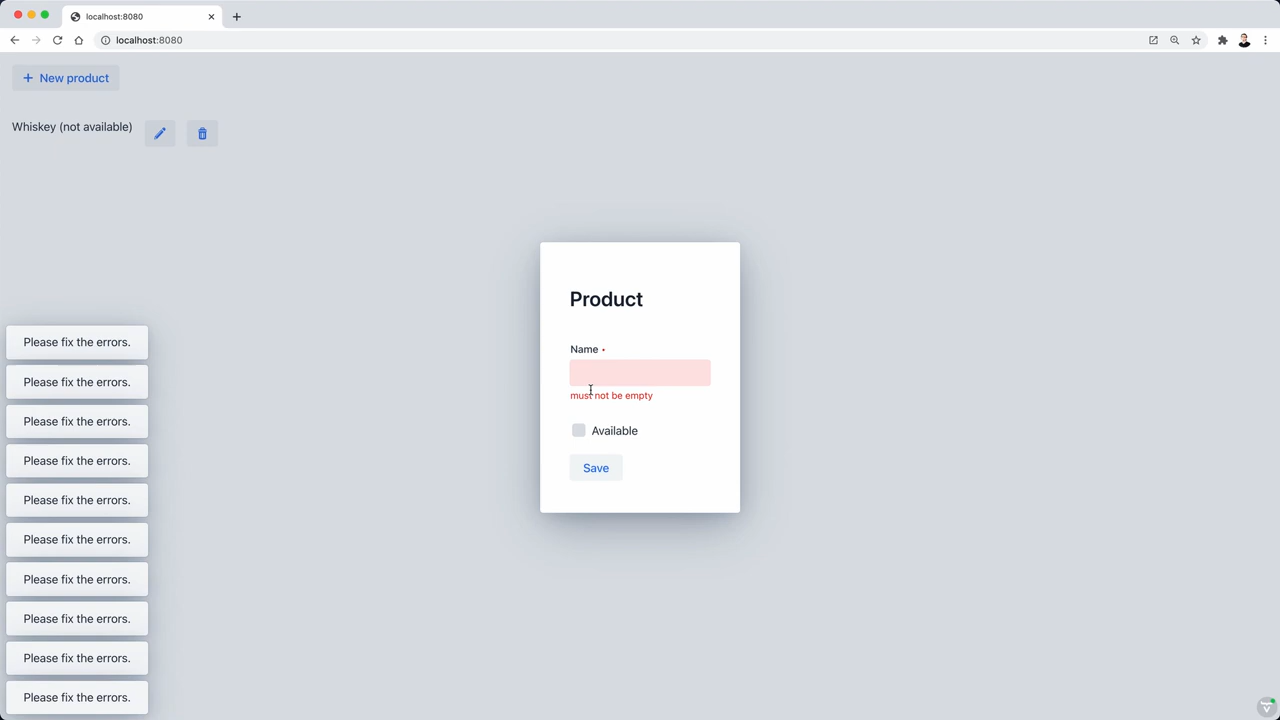 localhost:8080
localhost:8080
New product
Whiskey (not available)
Product
Name
must not be empty
Available
Save
Please fix the errors.
Please fix the errors.
Please fix the errors.
Please fix the errors.
Please fix the errors.
Please fix the errors.
Please fix the errors.
Please fix the errors.
Please fix the errors.
Please fix the errors.